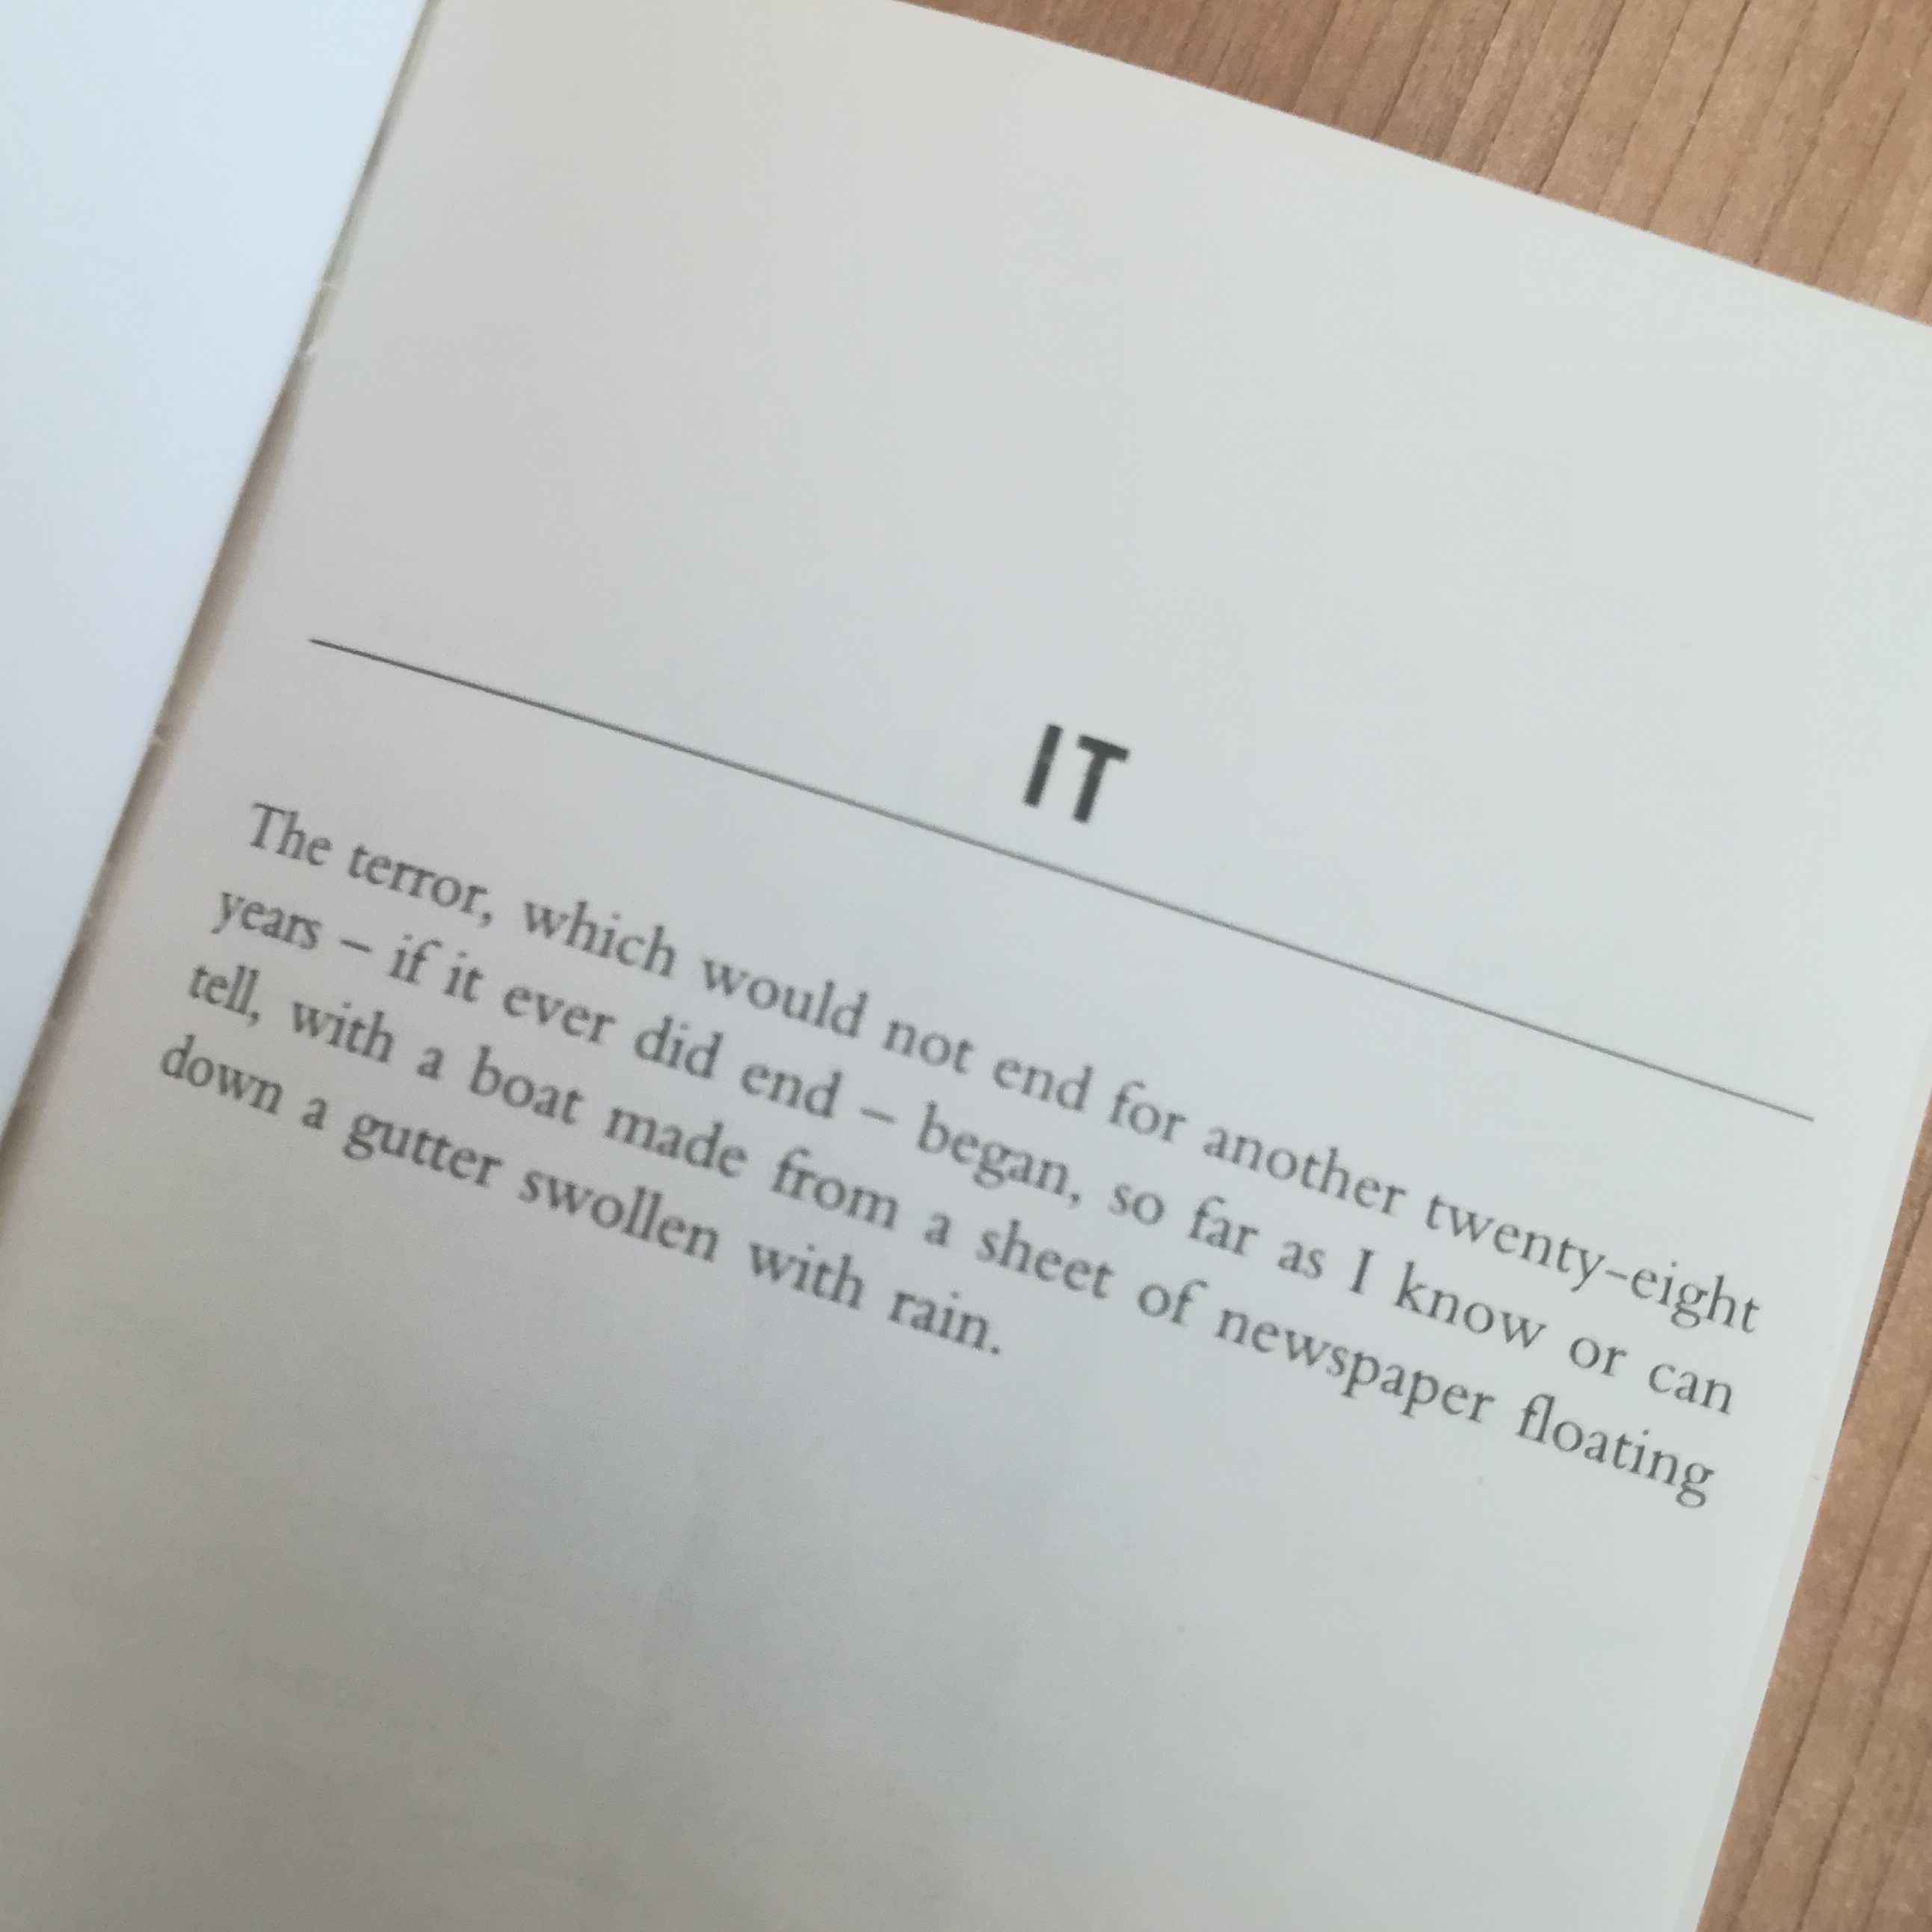 IT
The terror, which would not end for another twenty-eight
years – if it ever did end – began, so far as I know or can
tell, with a boat made from a sheet of newspaper floating
down a gutter swollen with rain.